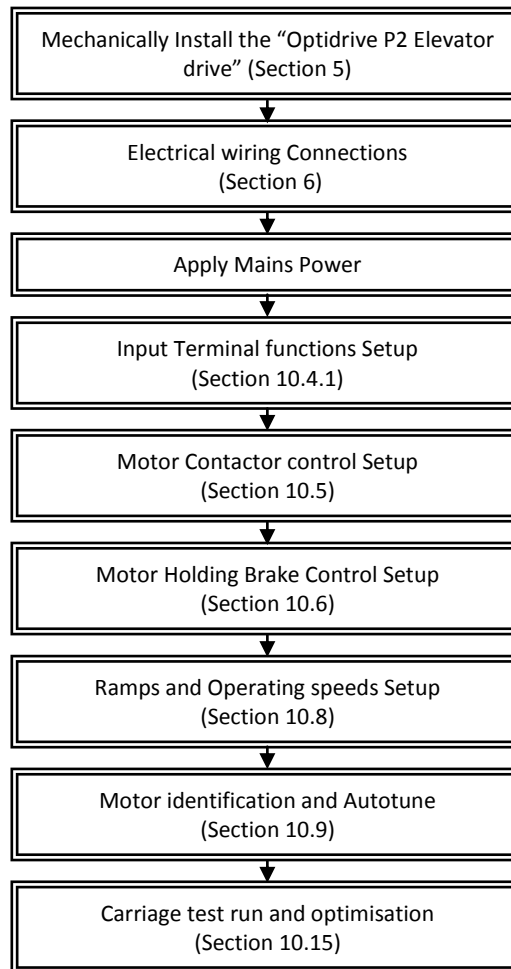 Mechanically Install the “Optidrive P2 Elevator
drive” (Section 5)
Electrical wiring Connections
(Section 6)
Apply Mains Power
Input Terminal functions Setup
(Section 10.4.1)
Motor Contactor control Setup
(Section 10.5)
Motor Holding Brake Control Setup
(Section 10.6)
Ramps and Operating speeds Setup
(Section 10.8)
Motor identification and Autotune
(Section 10.9)
Carriage test run and optimisation
(Section 10.15)